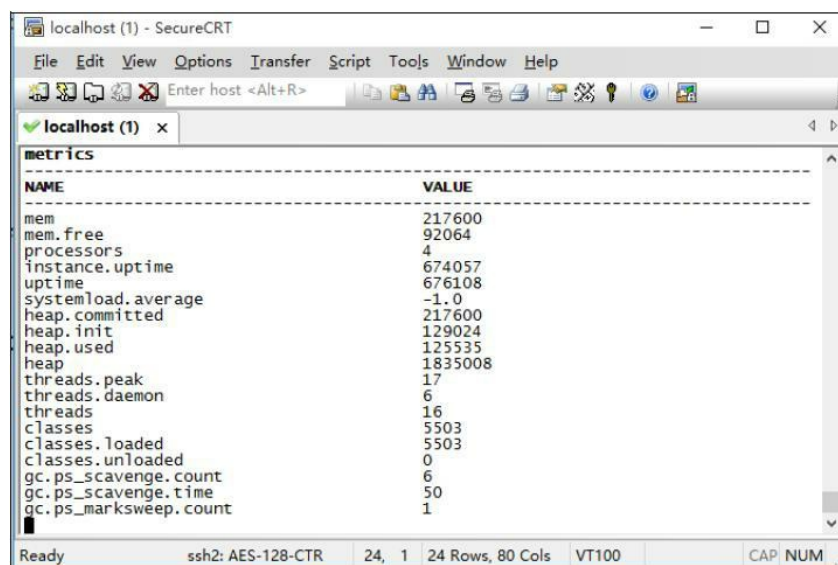 localhost (1) - SecureCRT
File Edit View Options Transfer Script Tools Window Help
Enter host <Alt+R>
localhost (1) x
metrics
--------------------------------------------------------------------------------
NAME VALUE
--------------------------------------------------------------------------------
mem 217600
mem.free 92064
processors 4
instance.uptime 674057
uptime 676108
systemload.average -1.0
heap.committed 217600
heap.init 129024
heap.used 125535
heap 1835008
threads.peak 17
threads.daemon 6
threads 16
classes 5503
classes.loaded 5503
classes.unloaded 0
gc.ps_scavenge.count 6
gc.ps_scavenge.time 50
gc.ps_marksweep.count 1
Ready ssh2: AES-128-CTR 24, 1 24 Rows, 80 Cols VT100 CAP NUM